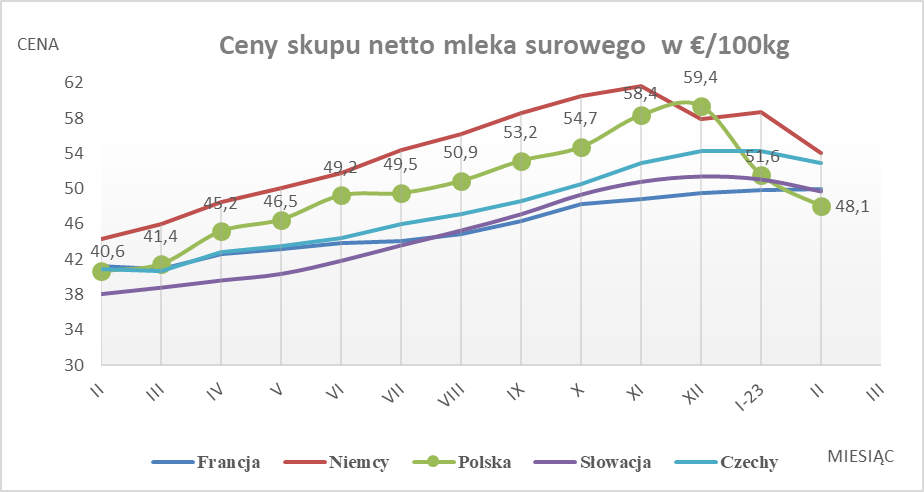 CENA
Ceny skupu netto mleka surowego w €/100kg
62
58
54
50
46
42
38
34
30
40,6
41,4
45,2
46,5
49,2
49,5
50,9
53,2
54,7
58,4
59,4
51,6
48,1
II
III
IV
V
VI
VII
VIII
IX
X
XI
XII
I-23
II
III
MIESIĄC
Francja
Niemcy
Polska
Słowacja
Czechy